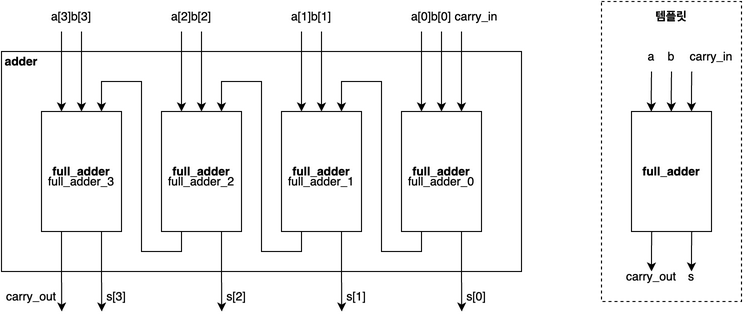 a[3]b[3] a[2]b[2] a[1]b[1] a[0]b[0] carry_in
adder
full_adder full_adder full_adder full_adder
full_adder_3 full_adder_2 full_adder_1 full_adder_0
carry_out s[3] s[2] s[1] s[0]
템플릿
a b carry_in
full_adder
carry_out s